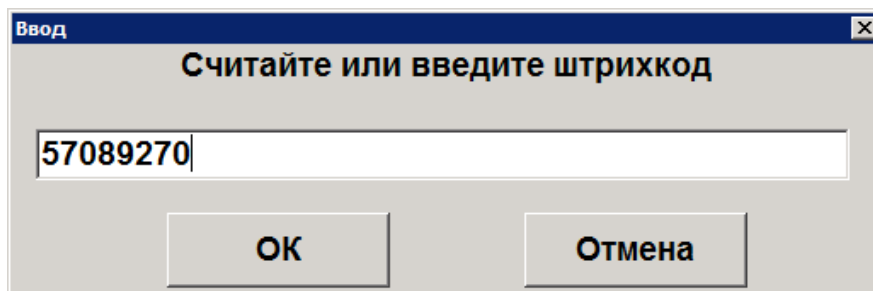 Ввод
Считайте или введите штрихкод
57089270
ОК
Отмена